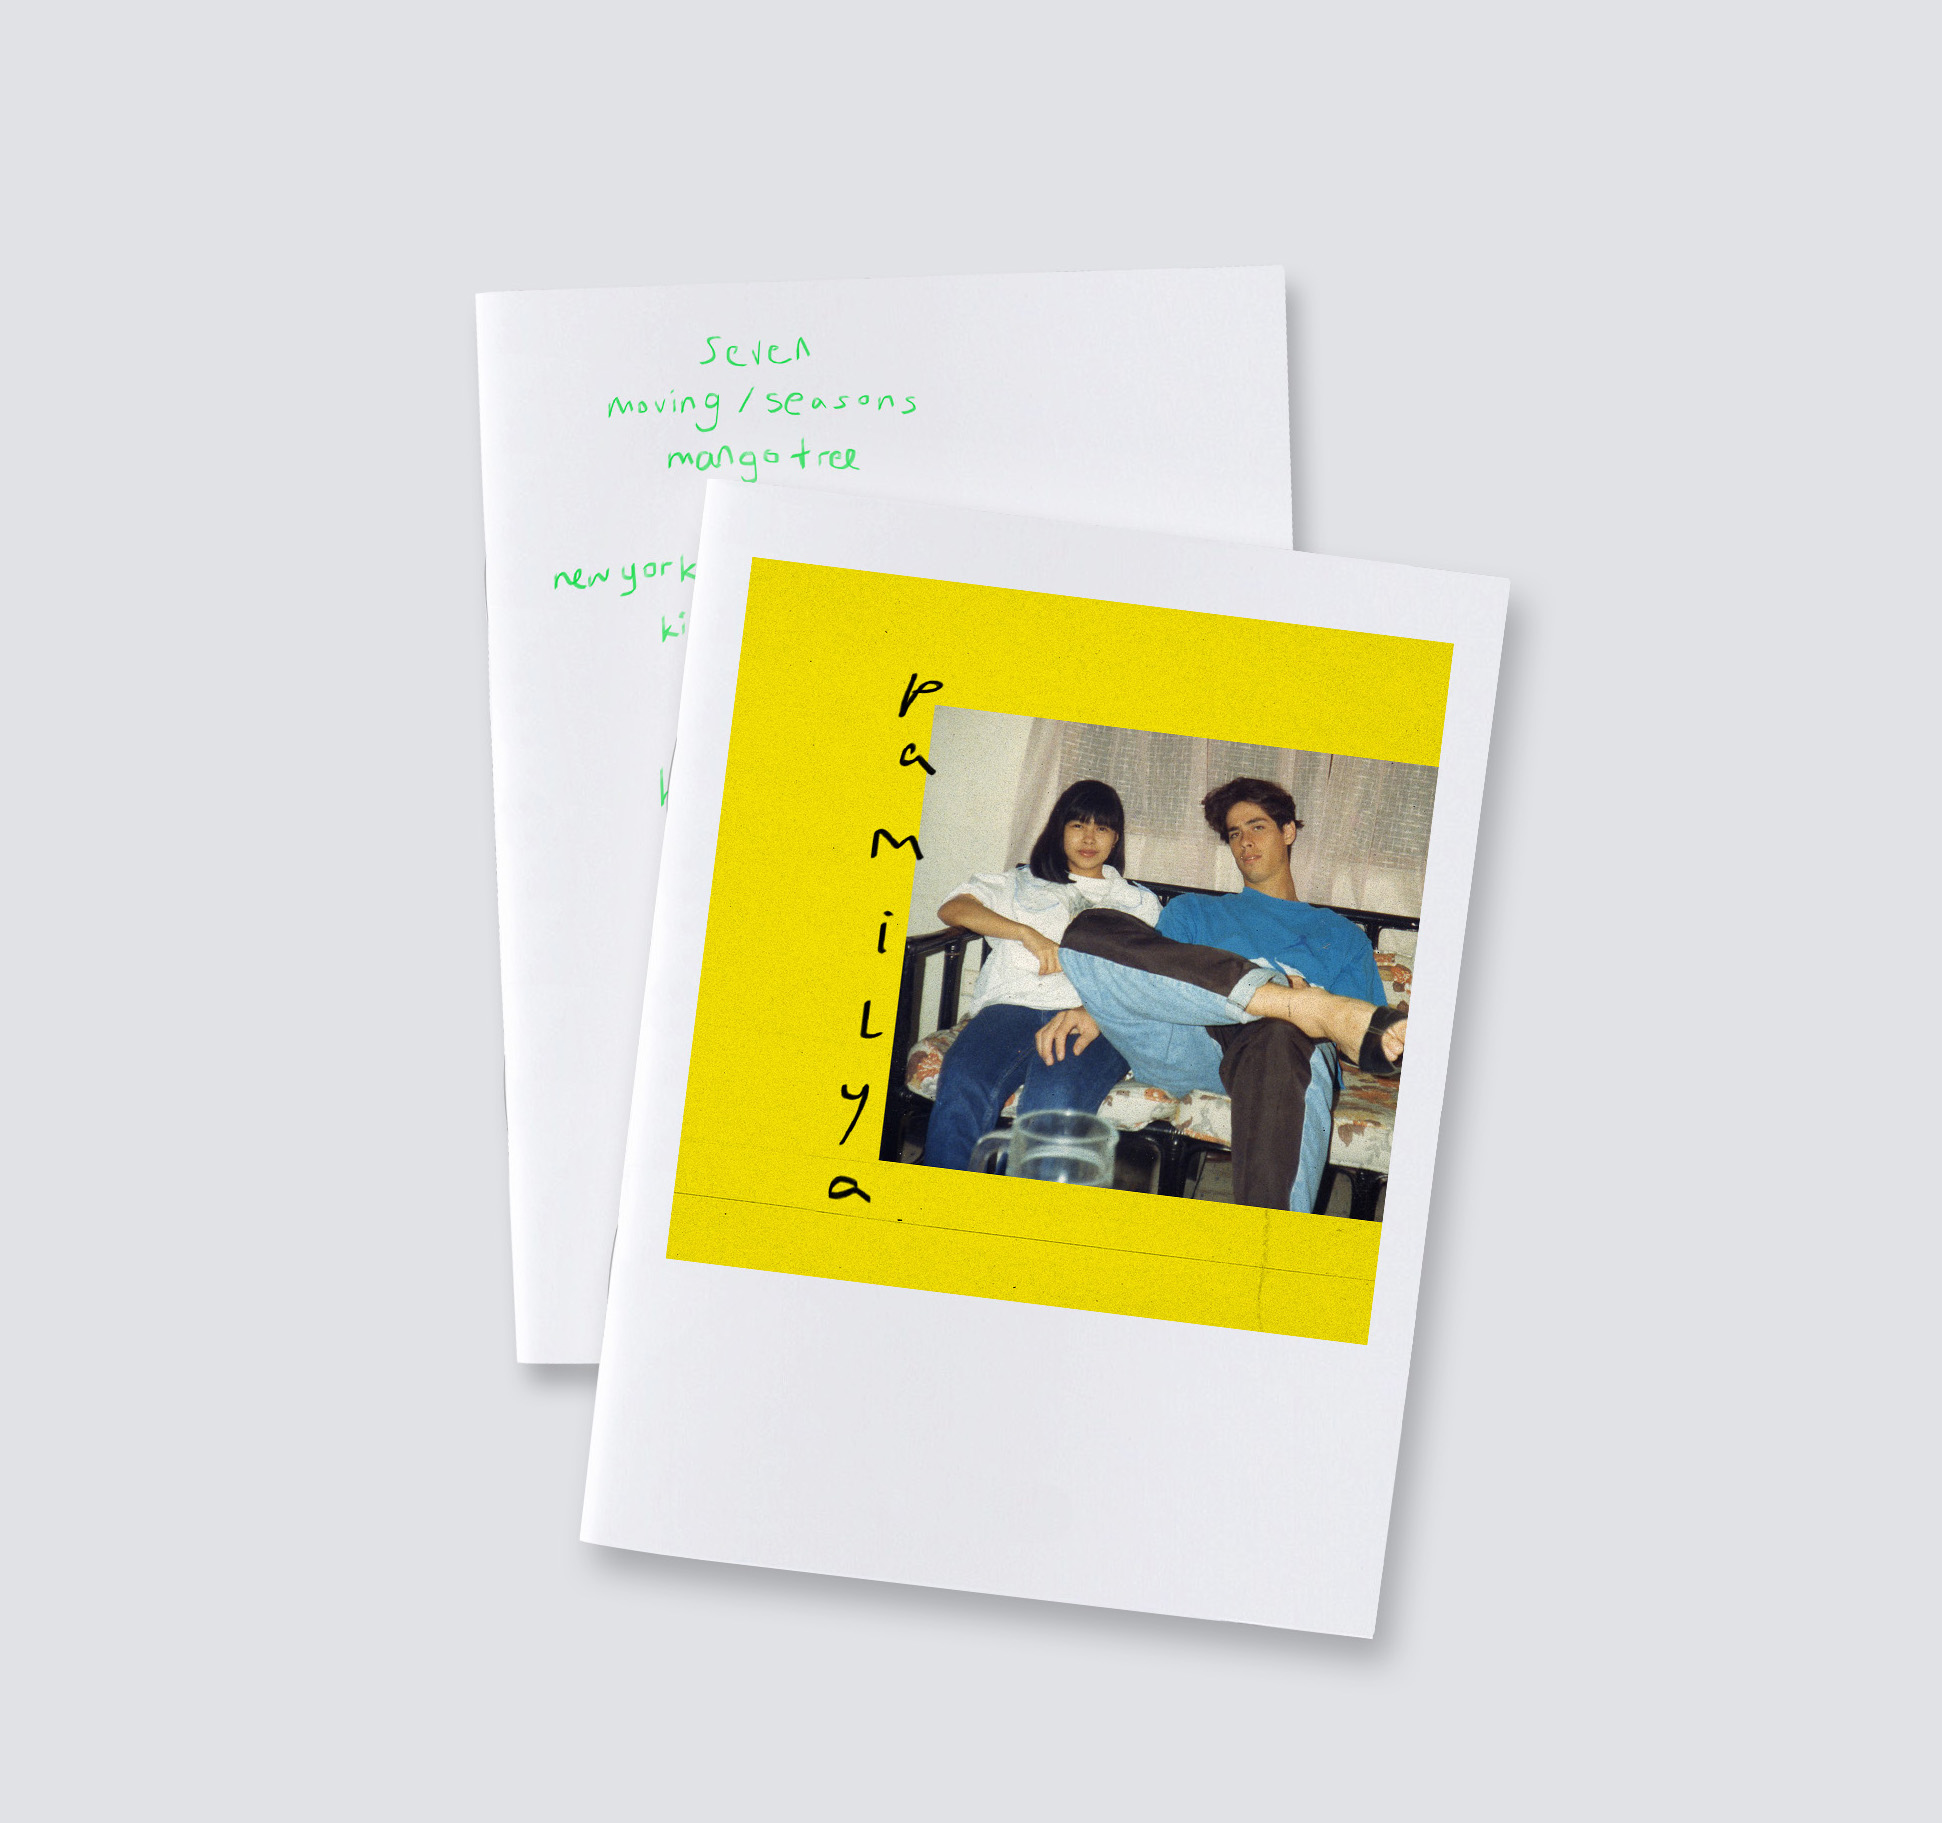 seven
moving / seasons
mango tree
new york
pamilya